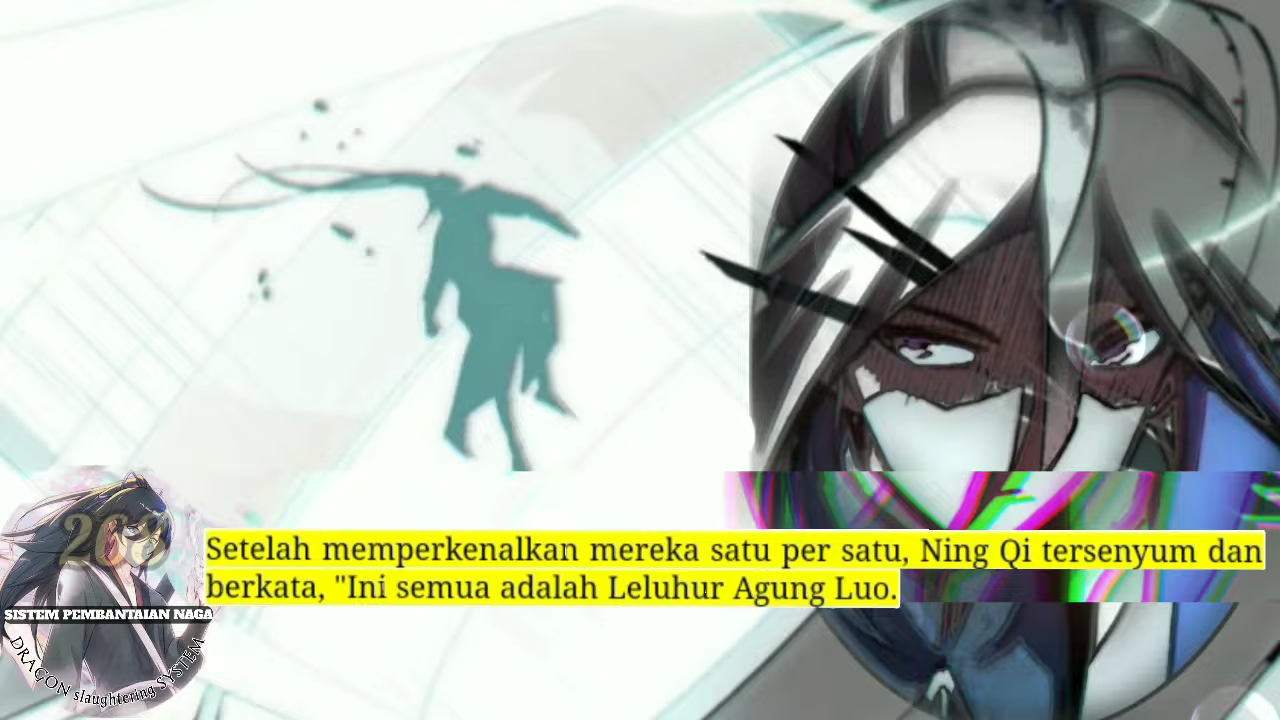 Setelah memperkenalkan mereka satu per satu, Ning Qi tersenyum dan
berkata, "Ini semua adalah Leluhur Agung Luo.
SISTEM PEMBANTAIAN NAGA
DRAGON slaughtering SYSTEM